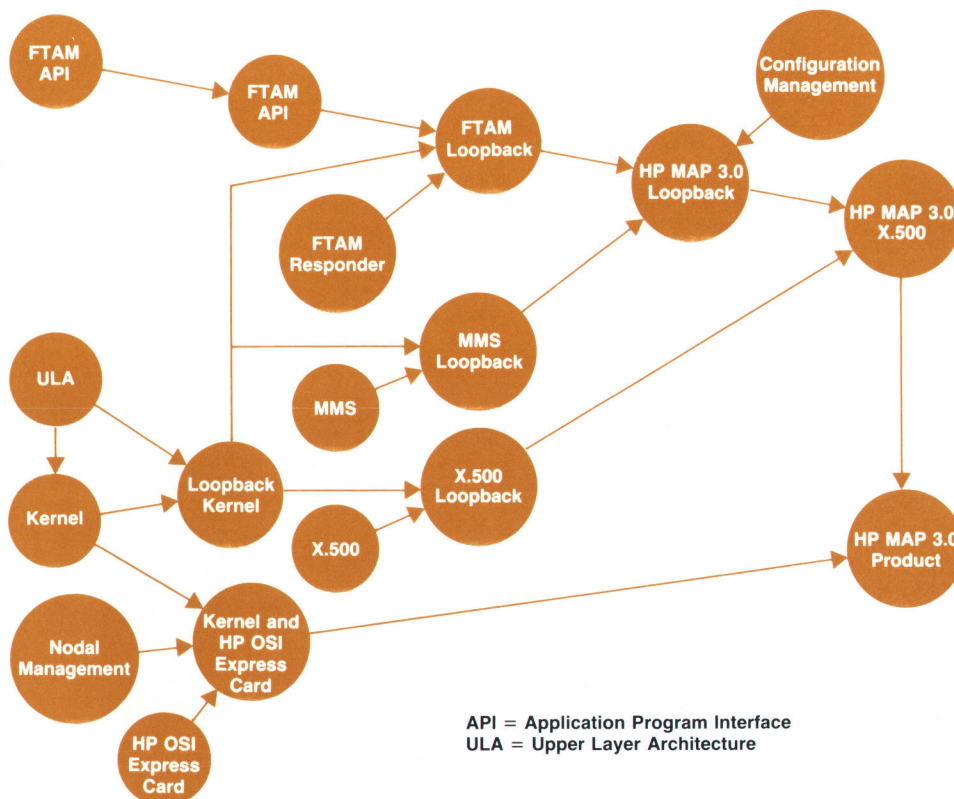 FTAM
API
FTAM
API
FTAM
Loopback
Configuration
Management
HP MAP 3.0
Loopback
HP MAP 3.0
X.500
FTAM
Responder
MMS
Loopback
ULA
MMS
Loopback
Kernel
X.500
Loopback
Kernel
X.500
HP MAP 3.0
Product
Kernel and
HP OSI
Express
Card
Nodal
Management
HP OSI
Express
Card
API = Application Program Interface
ULA = Upper Layer Architecture